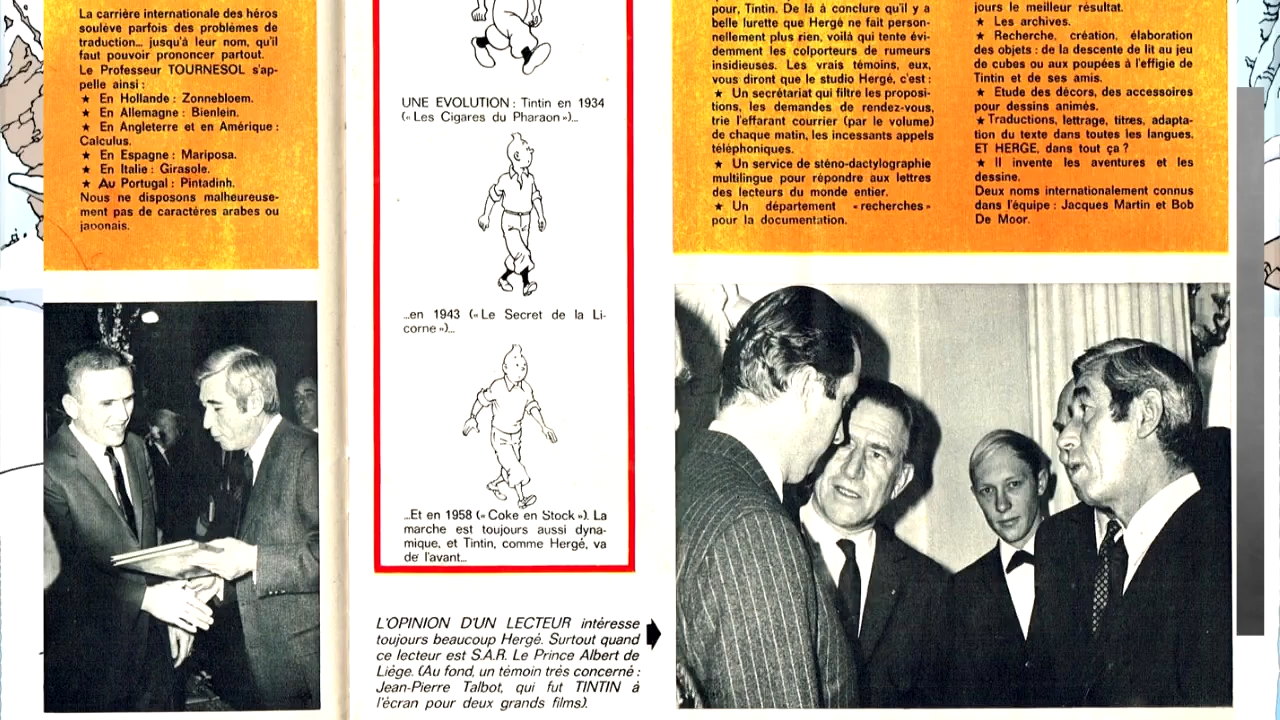 La carrière internationale des héros
soulève parfois des problèmes de
traduction... jusqu'à leur nom, qu'il
faut pouvoir prononcer partout.
Le Professeur TOURNESOL s'ap-
pelle ainsi :
★ En Hollande : Zonnebloem.
★ En Allemagne : Bienlein.
★ En Angleterre et en Amérique :
Calculus.
★ En Espagne : Mariposa.
★ En Italie : Girasole.
★ Au Portugal : Pintadinh.
Nous ne disposons malheureuse-
ment pas de caractères arabes ou
japonais.
UNE EVOLUTION : Tintin en 1934
(« Les Cigares du Pharaon »)...
...en 1943 (« Le Secret de la Li-
corne »)...
...Et en 1958 (« Coke en Stock »). La
marche est toujours aussi dyna-
mique, et Tintin, comme Hergé, va
de l'avant...
L'OPINION D'UN LECTEUR intéresse
toujours beaucoup Hergé. Surtout quand
ce lecteur est S.A.R. Le Prince Albert de
Liége. (Au fond, un témoin très concerné :
Jean-Pierre Talbot, qui fut TINTIN à
l'écran pour deux grands films).
pour, Tintin. De là à conclure qu'il y a
belle lurette que Hergé ne fait person-
nellement plus rien, voilà qui tente évi-
demment les colporteurs de rumeurs
insidieuses. Les vrais témoins, eux,
vous diront que le studio Hergé, c'est :
★ Un secrétariat qui filtre les proposi-
tions, les demandes de rendez-vous,
trie l'effarant courrier (par le volume)
de chaque matin, les incessants appels
téléphoniques.
★ Un service de sténo-dactylographie
multilingue pour répondre aux lettres
des lecteurs du monde entier.
★ Un département « recherches »
pour la documentation.
jours le meilleur résultat.
★ Les archives.
★ Recherche, création, élaboration
des objets : de la descente de lit au jeu
de cubes ou aux poupées à l'effigie de
Tintin et de ses amis.
★ Etude des décors, des accessoires
pour dessins animés.
★ Traductions, lettrage, titres, adapta-
tion du texte dans toutes les langues.
ET HERGE, dans tout ça ?
★ Il invente les aventures et les
dessine.
Deux noms internationalement connus
dans l'équipe : Jacques Martin et Bob
De Moor.